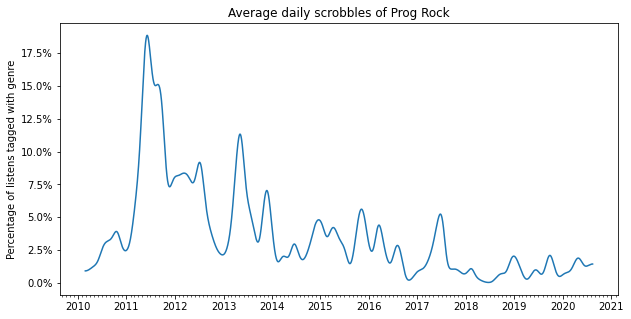 Average daily scrobbles of Prog Rock
Percentage of listens tagged with genre
17.5%
15.0%
12.5%
10.0%
7.5%
5.0%
2.5%
0.0%
2010 2011 2012 2013 2014 2015 2016 2017 2018 2019 2020 2021